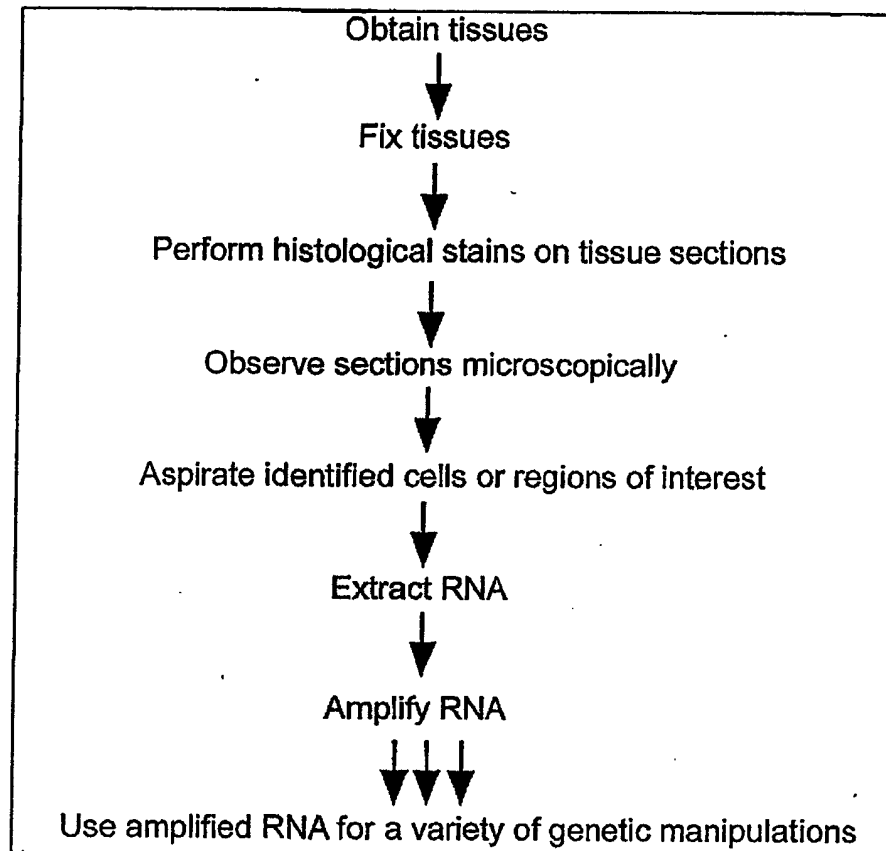 Obtain tissues
Fix tissues
Perform histological stains on tissue sections
Observe sections microscopically
Aspirate identified cells or regions of interest
Extract RNA
Amplify RNA
Use amplified RNA for a variety of genetic manipulations